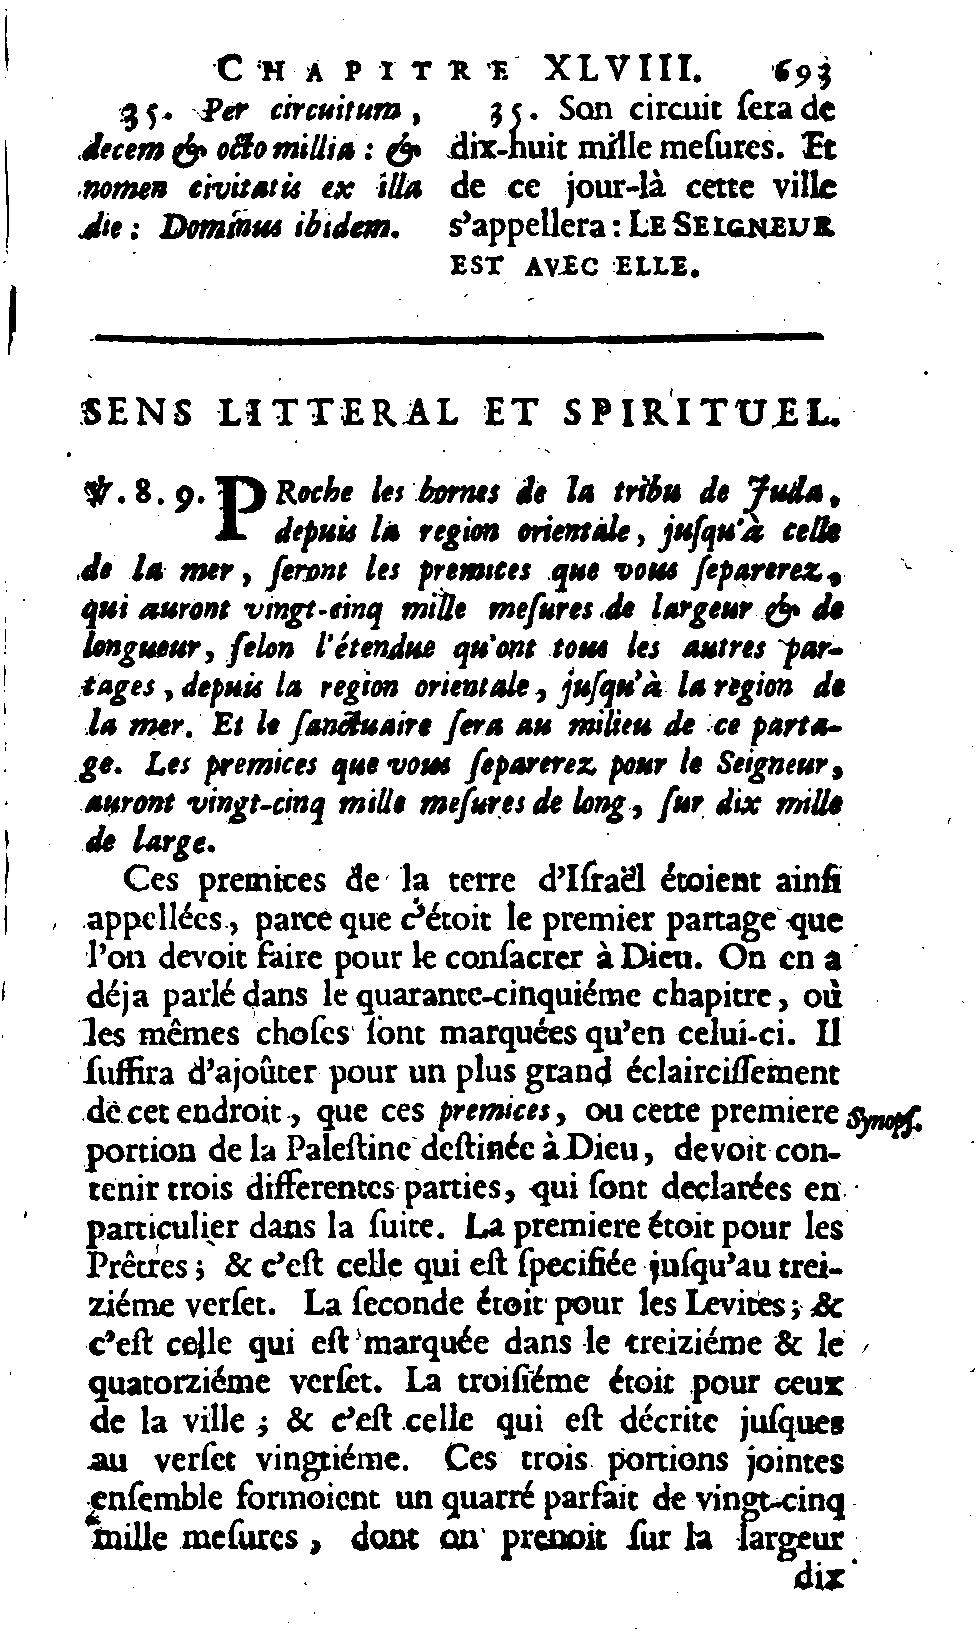 CHAPITRE XLVIII. 693
35. Per circuitum,
decem & octo millia : &
nomen civitatis ex illa
die : Dominus ibidem.
35. Son circuit ſera de
dix-huit mille meſures. Et
de ce jour-là cette ville
s'appellera : LE SEIGNEUR
EST AVEC ELLE.
SENS LITTERAL ET SPIRITUEL.
℣. 8. 9. PRoche les bornes de la tribu de Juda,
depuis la region orientale, juſqu'à celle
de la mer, ſeront les premices que vous ſeparerez,
qui auront vingt-cinq mille meſures de largeur & de
longueur, ſelon l'étendue qu'ont tous les autres par-
tages, depuis la region orientale, juſqu'à la region de
la mer. Et le ſanctuaire ſera au milieu de ce parta-
ge. Les premices que vous ſeparerez pour le Seigneur,
auront vingt-cinq mille meſures de long, ſur dix mille
de large.
Ces premices de la terre d'Iſraël étoient ainſi
appellées, parce que c'étoit le premier partage que
l'on devoit faire pour le conſacrer à Dieu. On en a
déja parlé dans le quarante-cinquiéme chapitre, où
les mêmes choſes ſont marquées qu'en celui-ci. Il
ſuffira d'ajoûter pour un plus grand éclairciſſement
de cet endroit, que ces premices, ou cette premiere
Synopſ.
portion de la Paleſtine deſtinée à Dieu, devoit con-
tenir trois differentes parties, qui ſont declarées en
particulier dans la ſuite. La premiere étoit pour les
Prêtres ; & c'eſt celle qui eſt ſpecifiée juſqu'au trei-
ziéme verſet. La ſeconde étoit pour les Levites ; &
c'eſt celle qui eſt marquée dans le treiziéme & le
quatorziéme verſet. La troiſiéme étoit pour ceux
de la ville ; & c'eſt celle qui eſt décrite juſques
au verſet vingtiéme. Ces trois portions jointes
enſemble formoient un quarré parfait de vingt-cinq
mille meſures, dont on prenoit ſur la largeur
dix